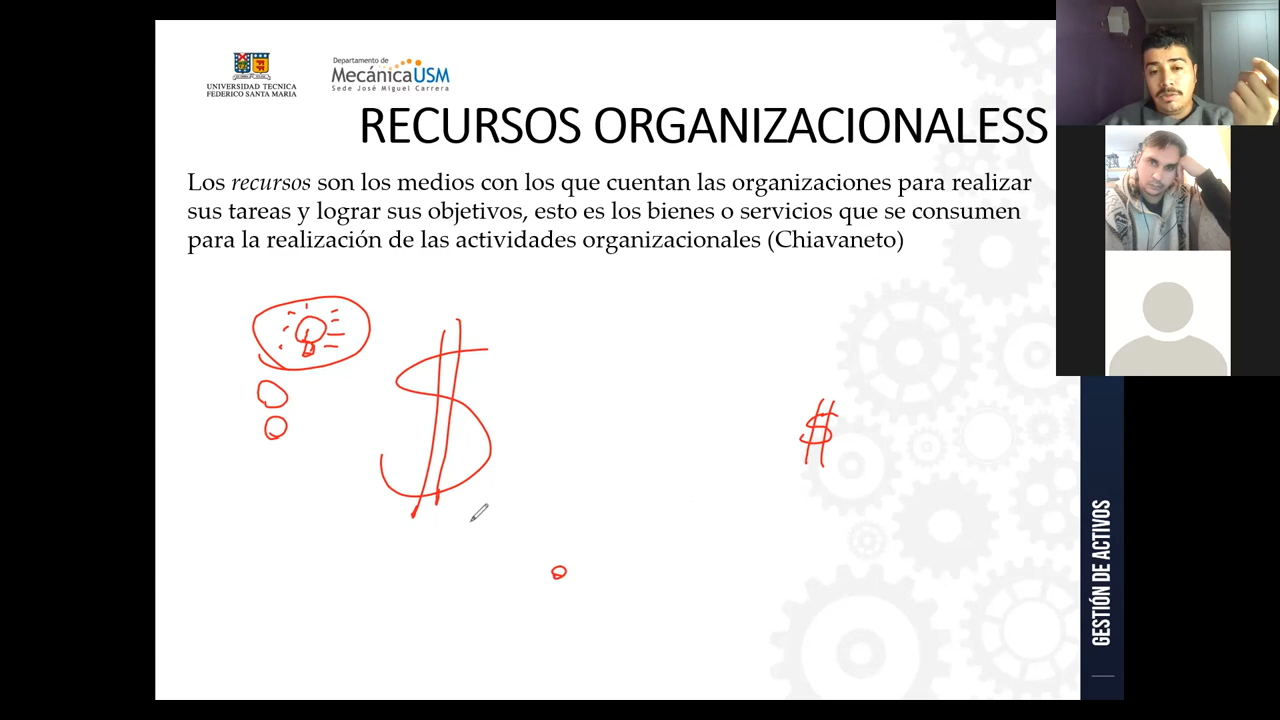 UNIVERSIDAD TECNICA
FEDERICO SANTA MARIA
Departamento de
MecánicaUSM
Sede José Miguel Carrera
RECURSOS ORGANIZACIONALESS
Los recursos son los medios con los que cuentan las organizaciones para realizar
sus tareas y lograr sus objetivos, esto es los bienes o servicios que se consumen
para la realización de las actividades organizacionales (Chiavaneto)
$
$
GESTIÓN DE ACTIVOS